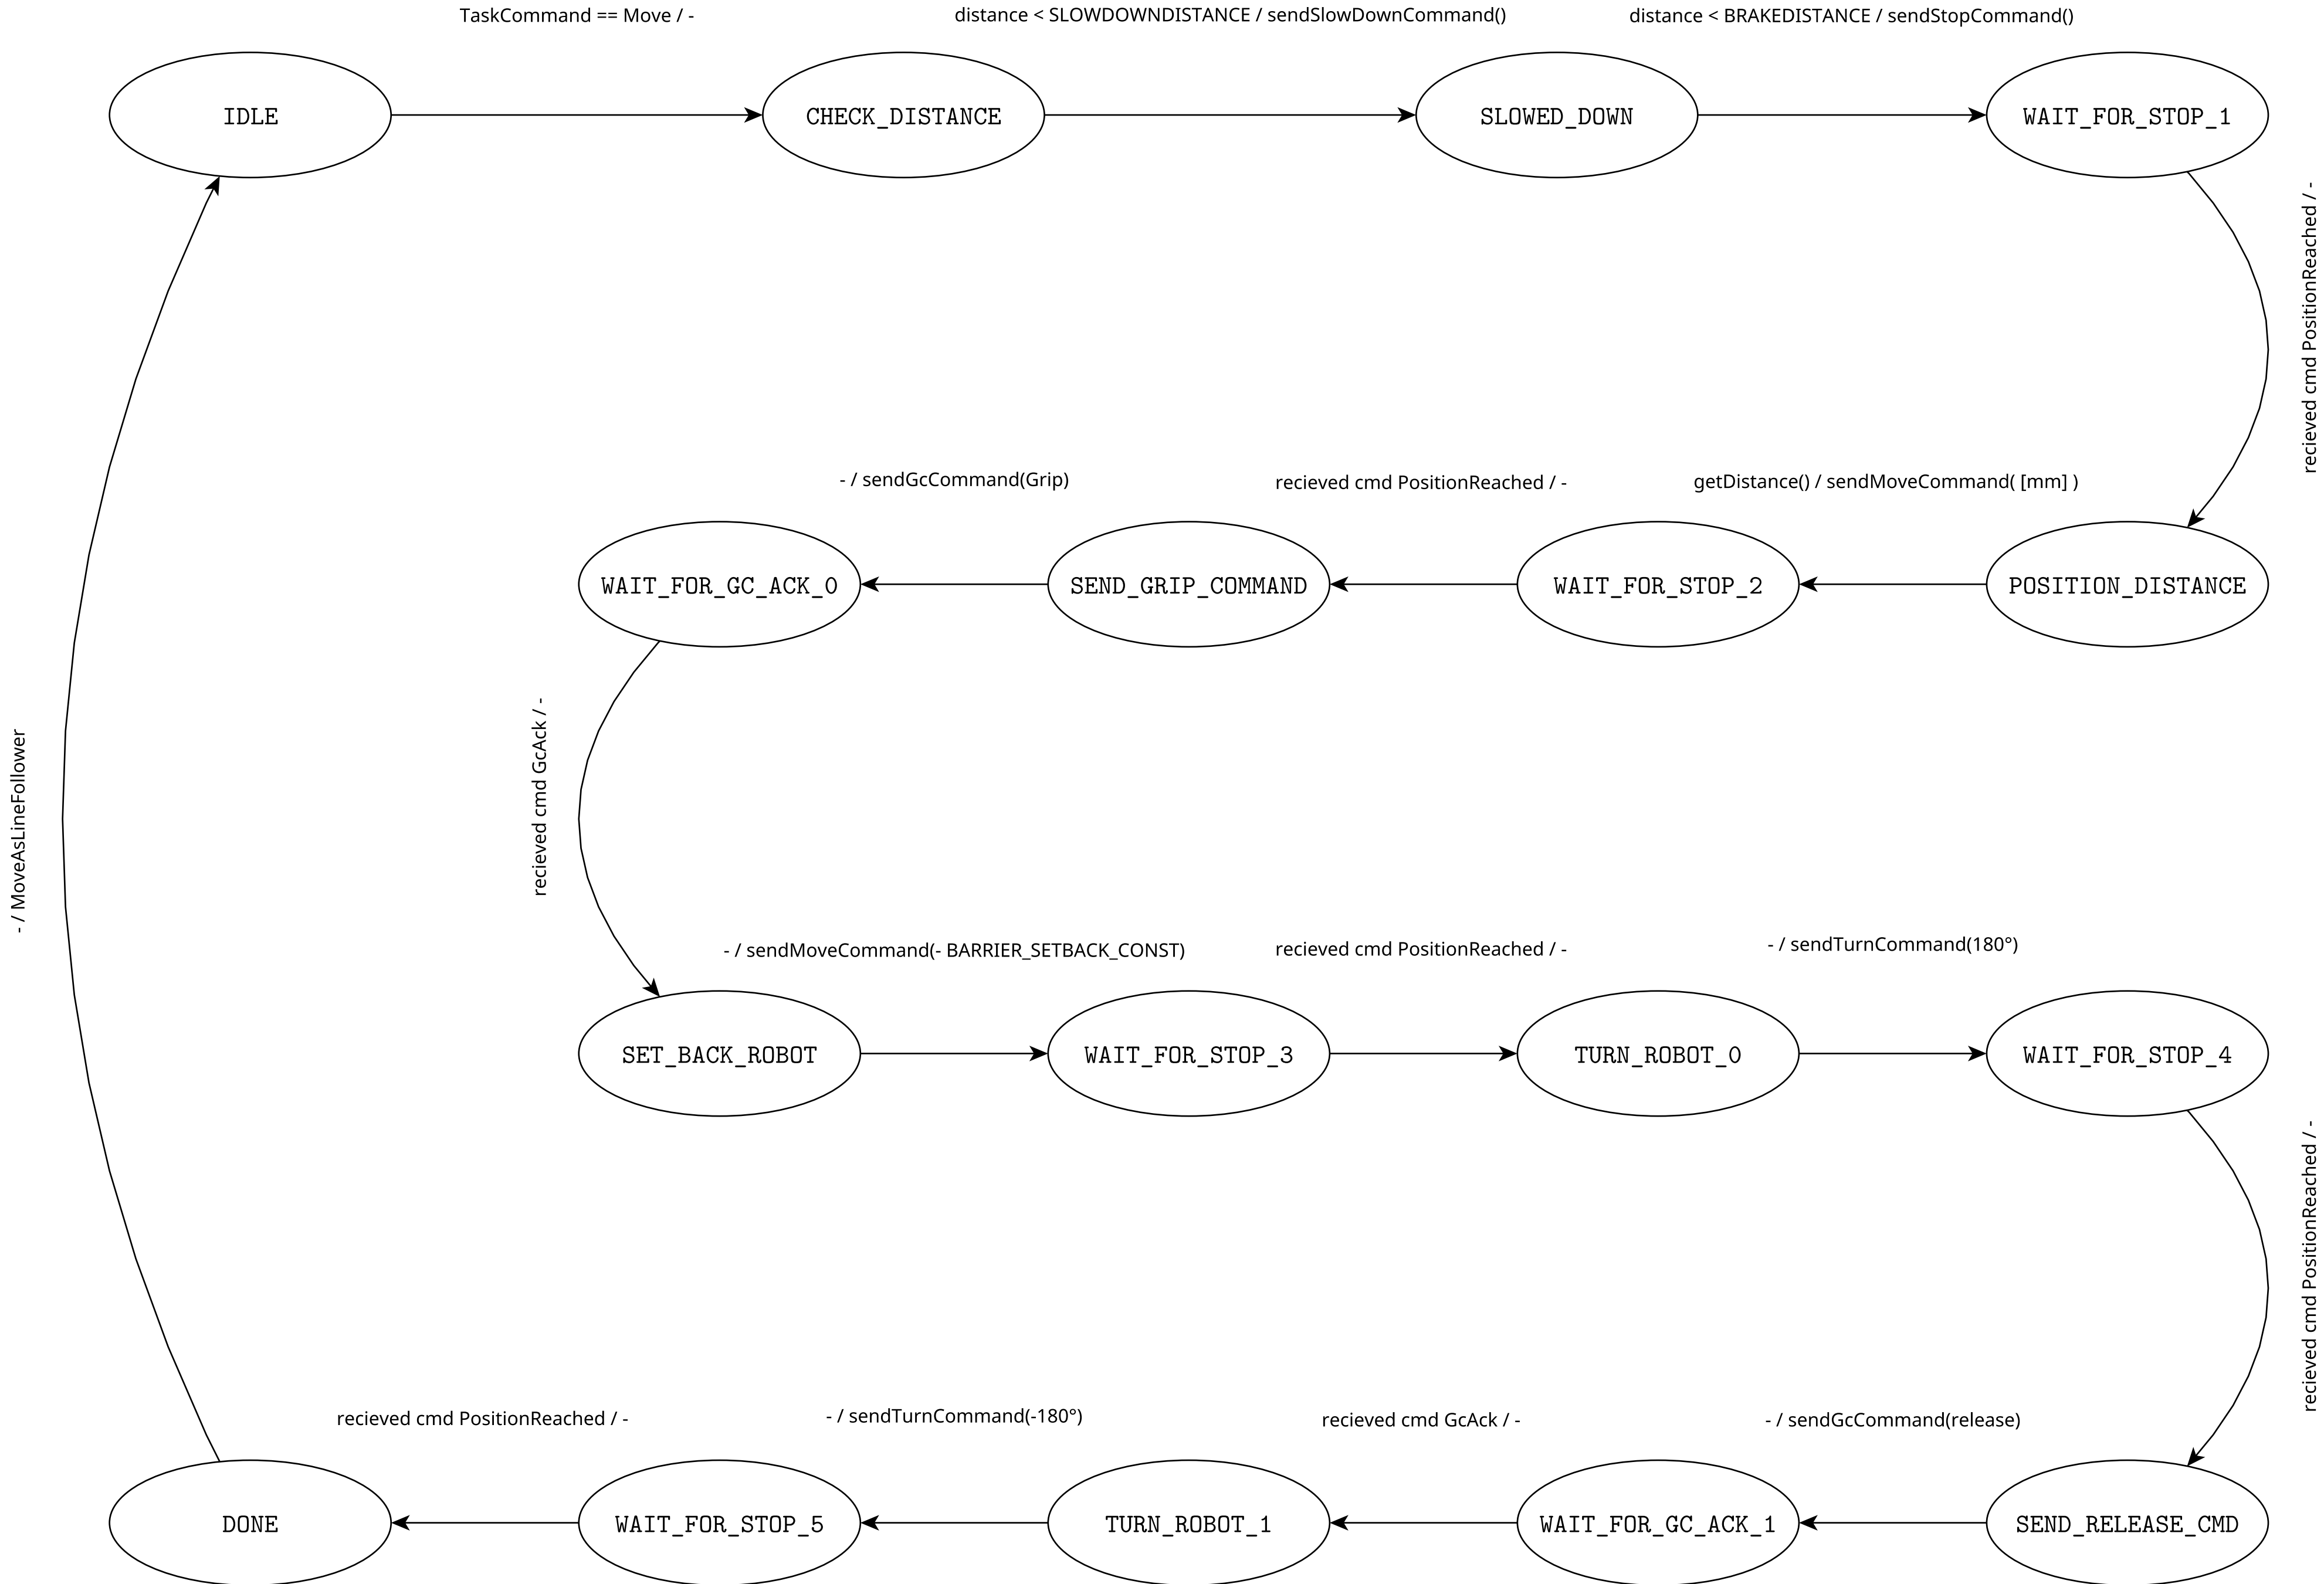 TaskCommand == Move / -
distance < SLOWDOWNDISTANCE / sendSlowDownCommand()
distance < BRAKEDISTANCE / sendStopCommand()
IDLE
CHECK_DISTANCE
SLOWED_DOWN
WAIT_FOR_STOP_1
recieved cmd PositionReached / -
- / sendGcCommand(Grip)
recieved cmd PositionReached / -
getDistance() / sendMoveCommand( [mm] )
WAIT_FOR_GC_ACK_0
SEND_GRIP_COMMAND
WAIT_FOR_STOP_2
POSITION_DISTANCE
- / MoveAsLineFollower
recieved cmd GcAck / -
- / sendMoveCommand(- BARRIER_SETBACK_CONST)
recieved cmd PositionReached / -
- / sendTurnCommand(180°)
SET_BACK_ROBOT
WAIT_FOR_STOP_3
TURN_ROBOT_0
WAIT_FOR_STOP_4
recieved cmd PositionReached / -
recieved cmd PositionReached / -
- / sendTurnCommand(-180°)
recieved cmd GcAck / -
- / sendGcCommand(release)
DONE
WAIT_FOR_STOP_5
TURN_ROBOT_1
WAIT_FOR_GC_ACK_1
SEND_RELEASE_CMD